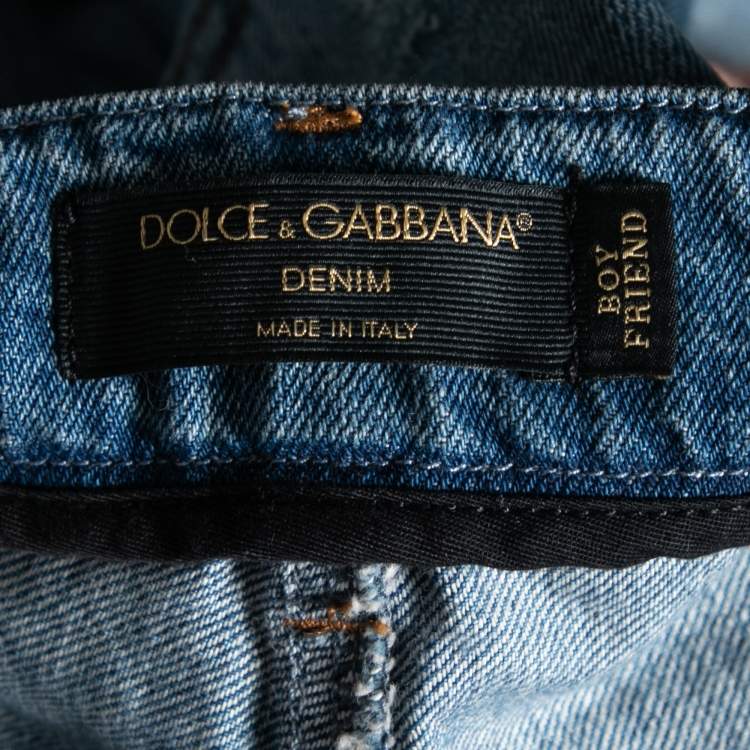 DOLCE & GABBANA®
DENIM
MADE IN ITALY
BOY
FRIEND